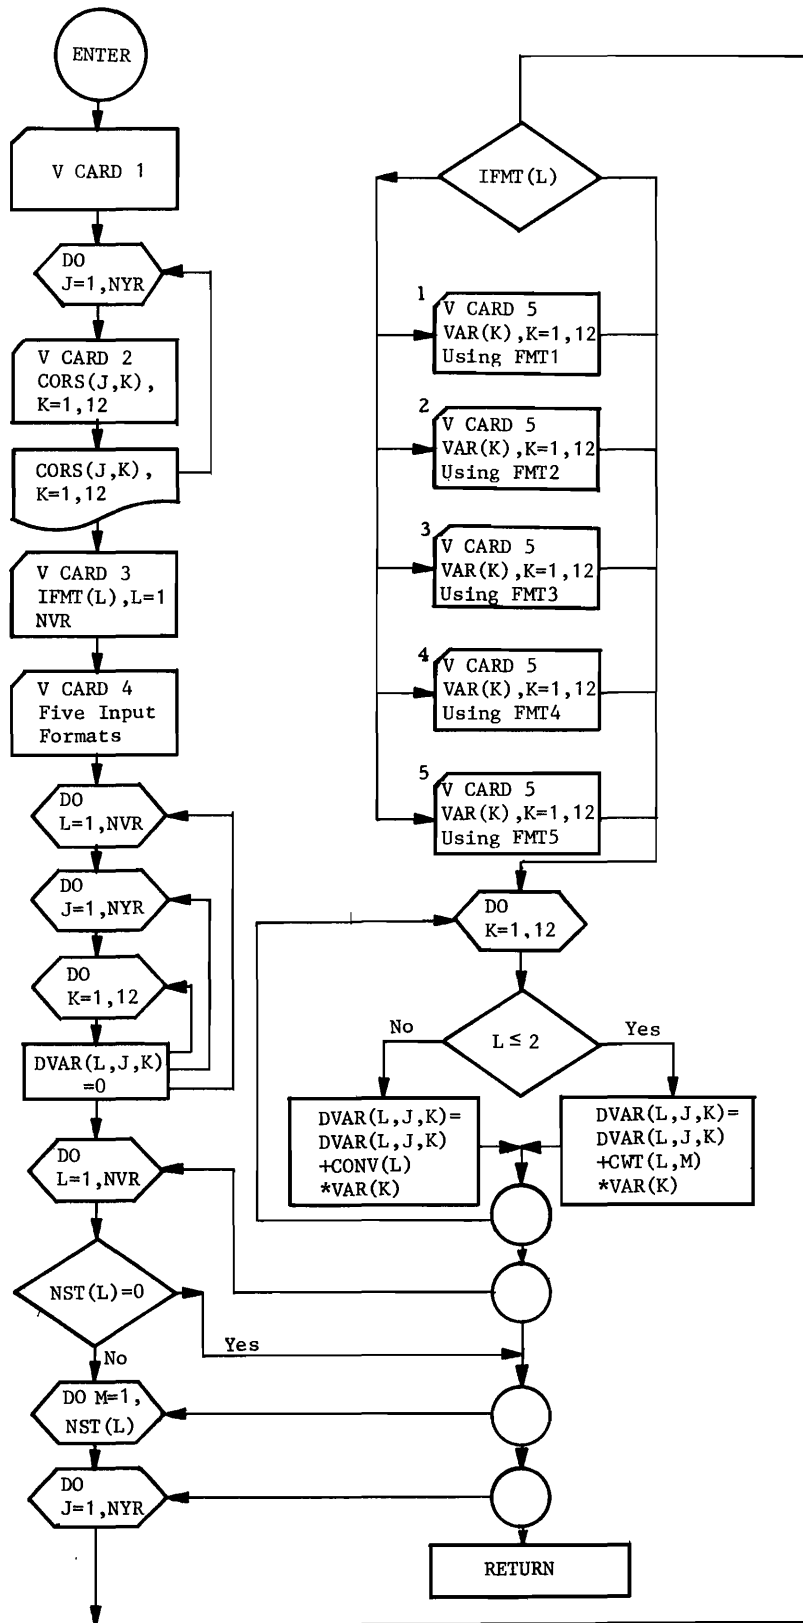 ENTER
V CARD 1
DO
J=1,NYR
V CARD 2
CORS(J,K),
K=1,12
CORS(J,K),
K=1,12
V CARD 3
IFMT(L),L=1
NVR
V CARD 4
Five Input
Formats
DO
L=1,NVR
DO
J=1,NYR
DO
K=1,12
DVAR(L,J,K)
=0
DO
L=1,NVR
NST(L)=0
Yes
No
DO M=1,
NST(L)
DO
J=1,NYR
IFMT(L)
1
V CARD 5
VAR(K),K=1,12
Using FMT1
2
V CARD 5
VAR(K),K=1,12
Using FMT2
3
V CARD 5
VAR(K),K=1,12
Using FMT3
4
V CARD 5
VAR(K),K=1,12
Using FMT4
5
V CARD 5
VAR(K),K=1,12
Using FMT5
DO
K=1,12
L ≤ 2
No
Yes
DVAR(L,J,K)=
DVAR(L,J,K)
+CONV(L)
*VAR(K)
DVAR(L,J,K)=
DVAR(L,J,K)
+CWT(L,M)
*VAR(K)
RETURN